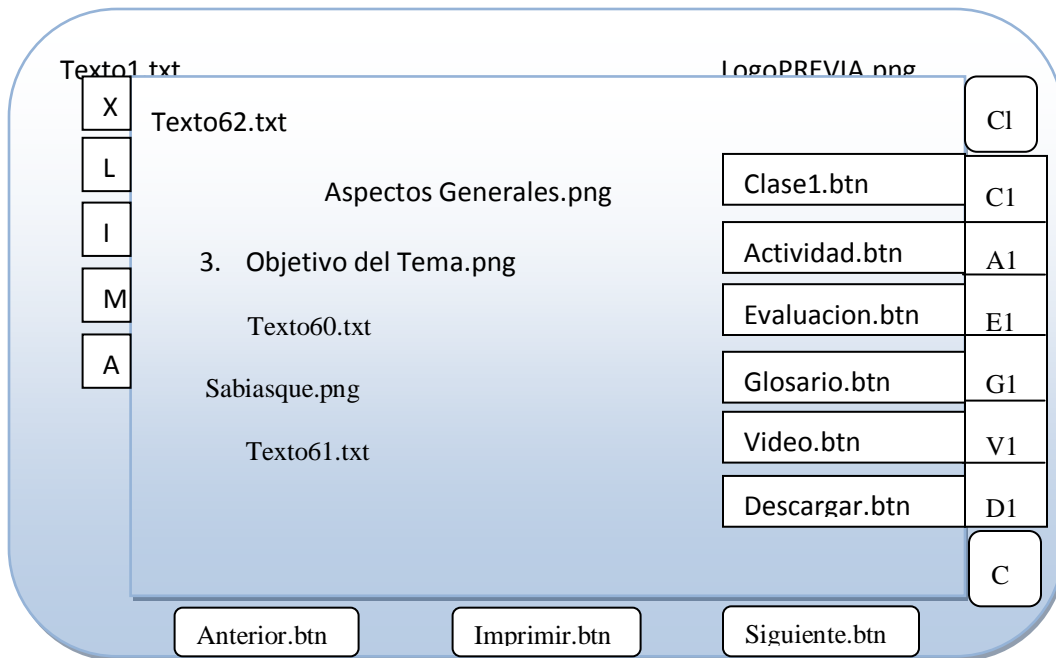 Texto1.txt LogoPREVIA.png
X
Texto62.txt
Cl
L
Aspectos Generales.png
Clase1.btn
C1
I
3. Objetivo del Tema.png
Actividad.btn
A1
M
Texto60.txt
Evaluacion.btn
E1
A
Sabiasque.png
Glosario.btn
G1
Texto61.txt
Video.btn
V1
Descargar.btn
D1
C
Anterior.btn
Imprimir.btn
Siguiente.btn